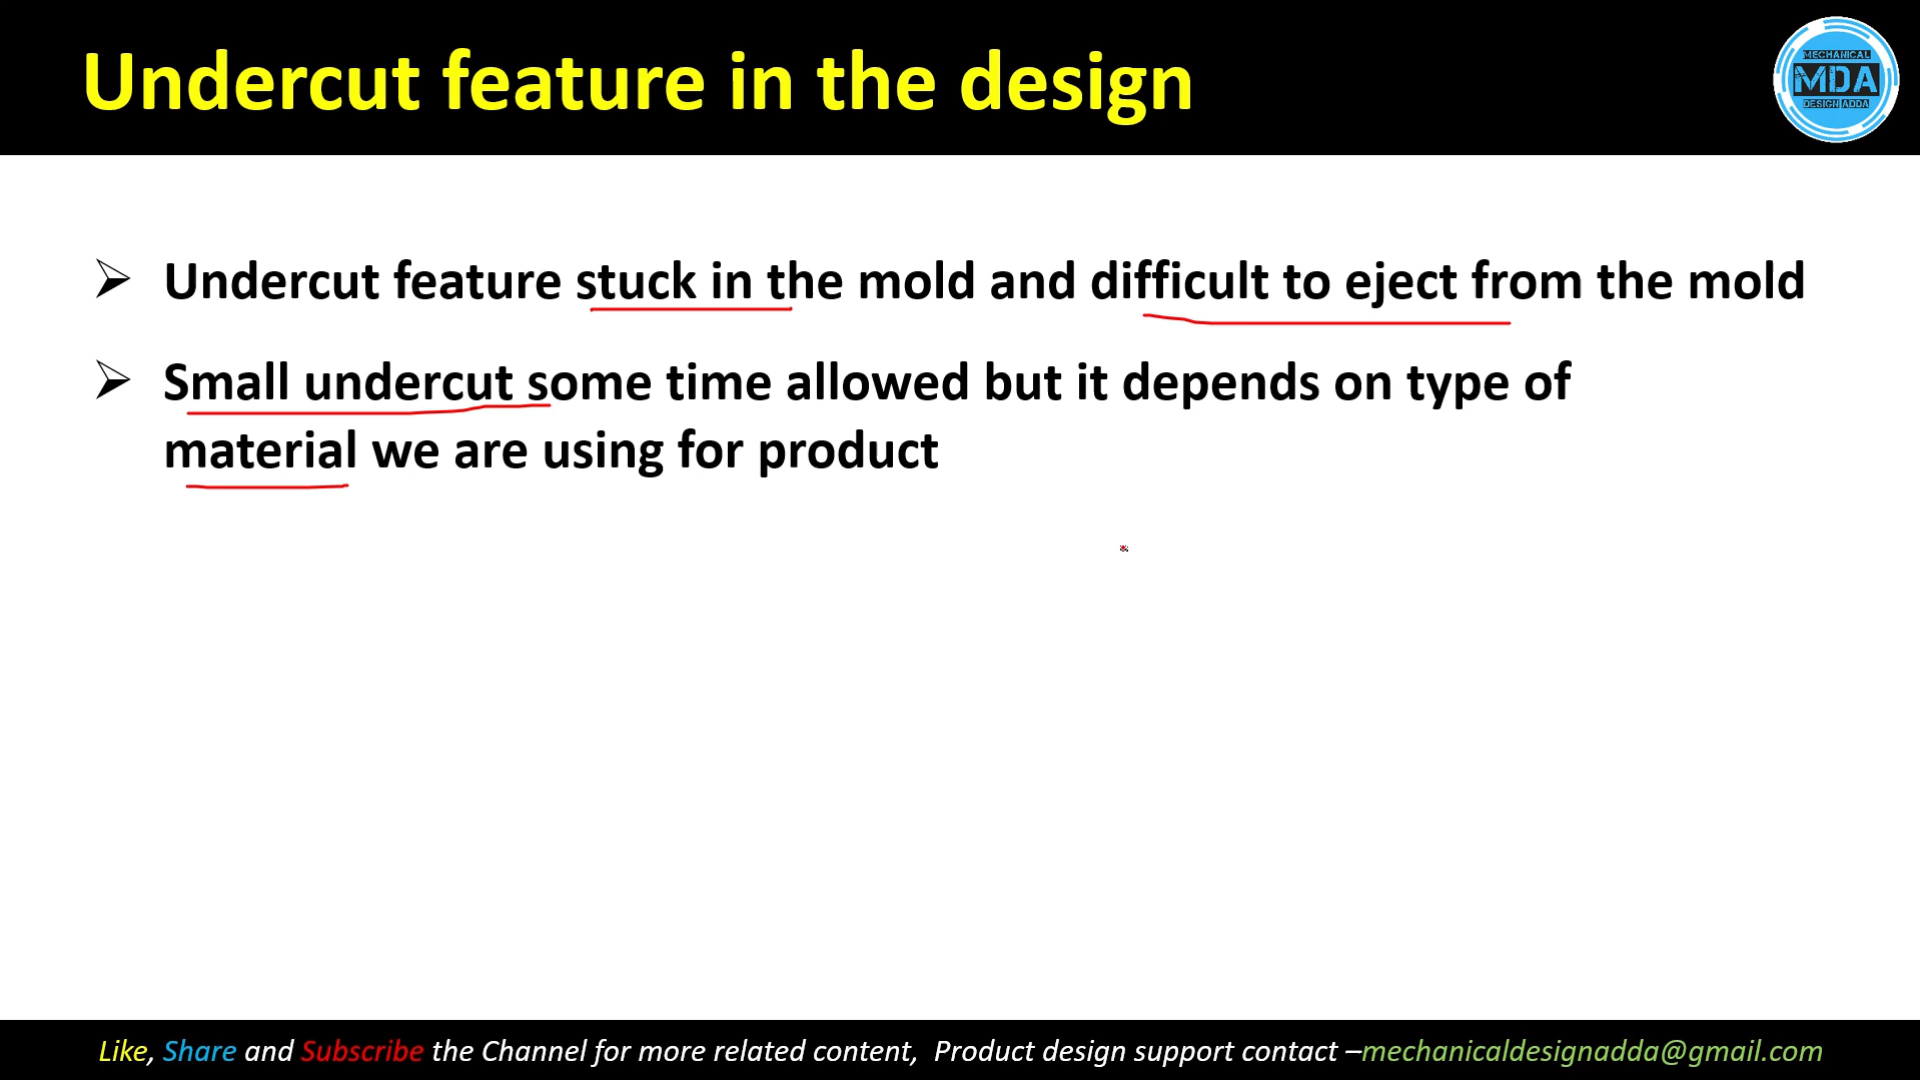 Undercut feature in the design
MECHANICAL
MDA
DESIGN ADDA
➢ Undercut feature stuck in the mold and difficult to eject from the mold
➢ Small undercut some time allowed but it depends on type of
material we are using for product
Like, Share and Subscribe the Channel for more related content, Product design support contact –mechanicaldesignadda@gmail.com